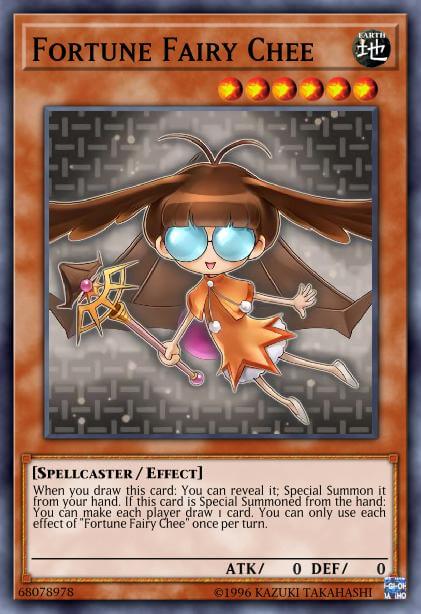 Fortune Fairy Chee
EARTH
地
[Spellcaster / Effect]
When you draw this card: You can reveal it; Special Summon it
from your hand. If this card is Special Summoned from the hand:
You can make each player draw 1 card. You can only use each
effect of "Fortune Fairy Chee" once per turn.
ATK/ 0 DEF/ 0
68078978
©1996 KAZUKI TAKAHASHI